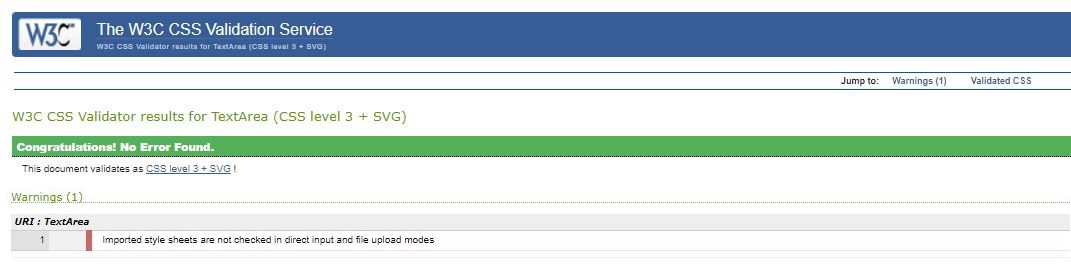 W3C
The W3C CSS Validation Service
W3C CSS Validator results for TextArea (CSS level 3 + SVG)
Jump to: Warnings (1) Validated CSS
W3C CSS Validator results for TextArea (CSS level 3 + SVG)
Congratulations! No Error Found.
This document validates as CSS level 3 + SVG !
Warnings (1)
URI : TextArea
1 Imported style sheets are not checked in direct input and file upload modes